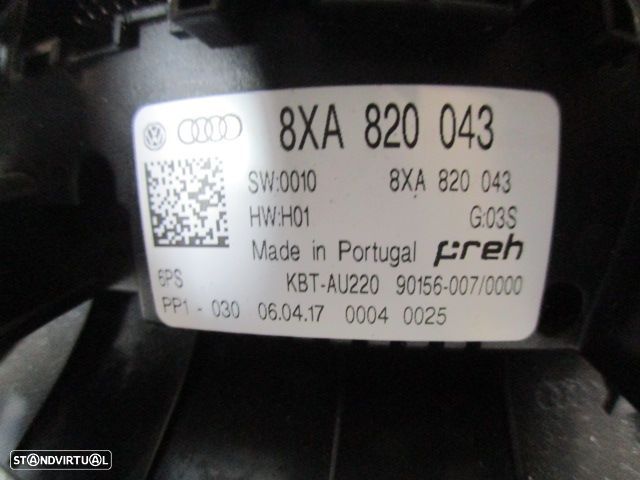 8XA 820 043
SW:0010 8XA 820 043
HW:H01 G:03S
Made in Portugal preh
6PS KBT-AU220 90156-007/0000
PP1 - 030 06.04.17 0004 0025
STANDVIRTUAL